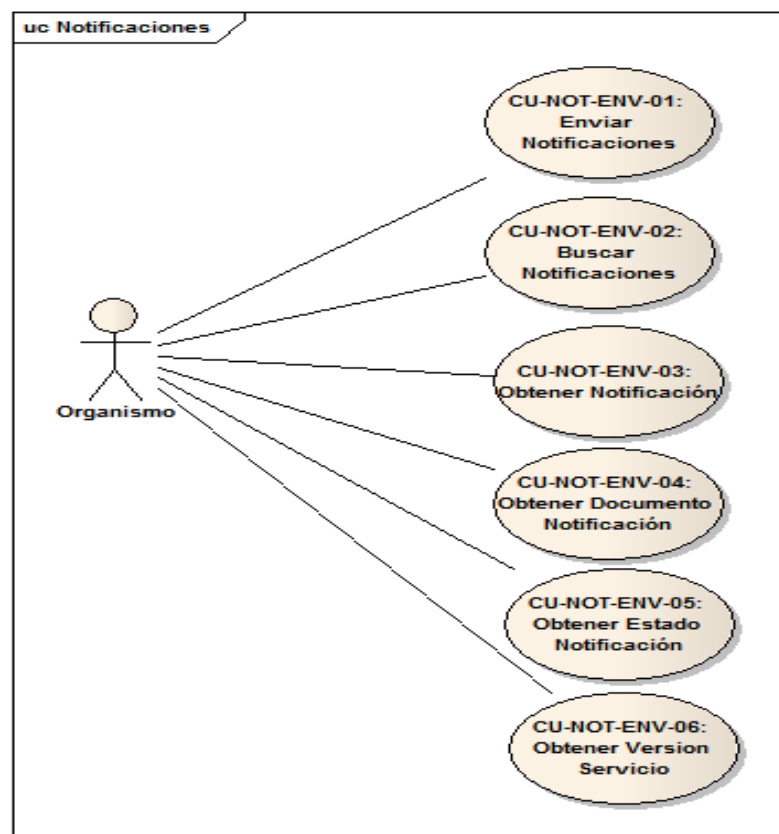 uc Notificaciones
CU-NOT-ENV-01:
Enviar
Notificaciones
CU-NOT-ENV-02:
Buscar
Notificaciones
CU-NOT-ENV-03:
Obtener Notificación
Organismo
CU-NOT-ENV-04:
Obtener Documento
Notificación
CU-NOT-ENV-05:
Obtener Estado
Notificación
CU-NOT-ENV-06:
Obtener Version
Servicio